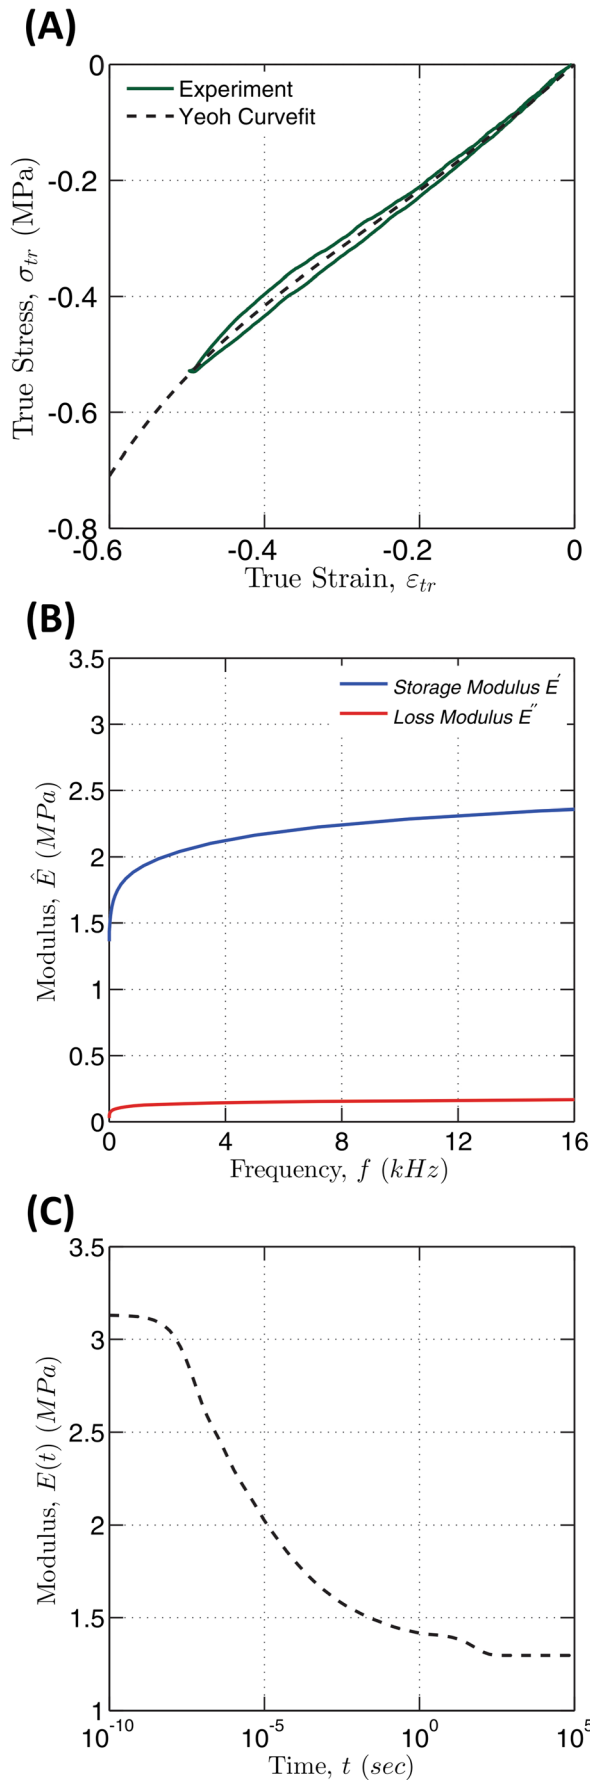 (A)
0
Experiment
Yeoh Curvefit
-0.2
-0.4
-0.6
-0.8
True Stress, σtr (MPa)
-0.6 -0.4 -0.2 0
True Strain, εtr
(B)
3.5
Storage Modulus E′
Loss Modulus E″
3
2.5
2
1.5
1
0.5
0
Modulus, Ê (MPa)
0 4 8 12 16
Frequency, f (kHz)
(C)
3.5
3
2.5
2
1.5
1
Modulus, E(t) (MPa)
10⁻¹⁰ 10⁻⁵ 10⁰ 10⁵
Time, t (sec)